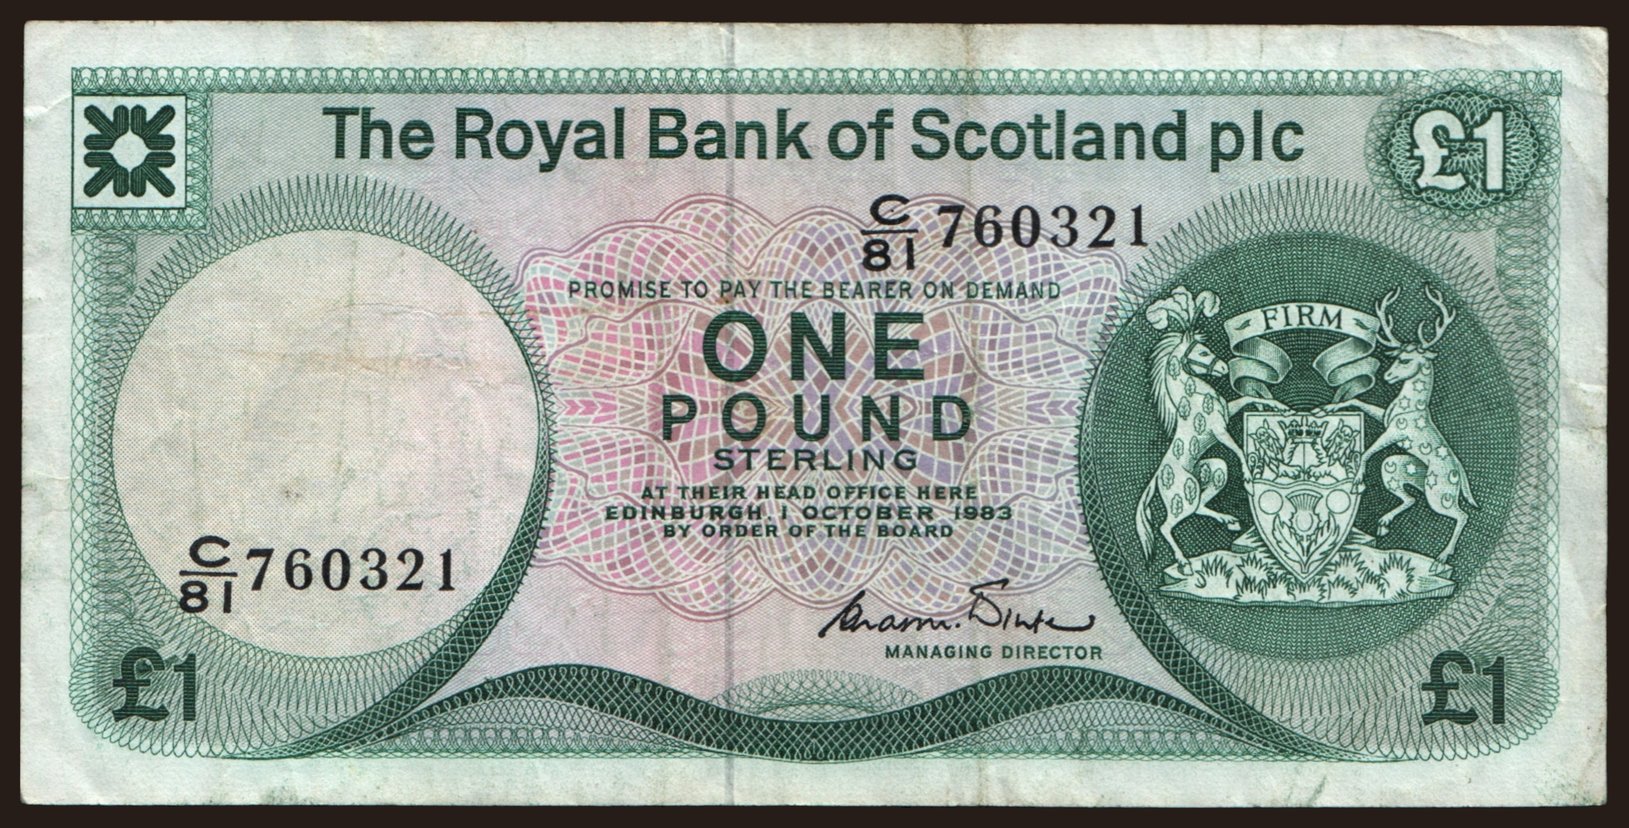 The Royal Bank of Scotland plc
£1
C/81 760321
PROMISE TO PAY THE BEARER ON DEMAND
ONE
POUND
STERLING
AT THEIR HEAD OFFICE HERE
EDINBURGH 1 OCTOBER 1983
BY ORDER OF THE BOARD
FIRM
C/81 760321
MANAGING DIRECTOR
£1
£1